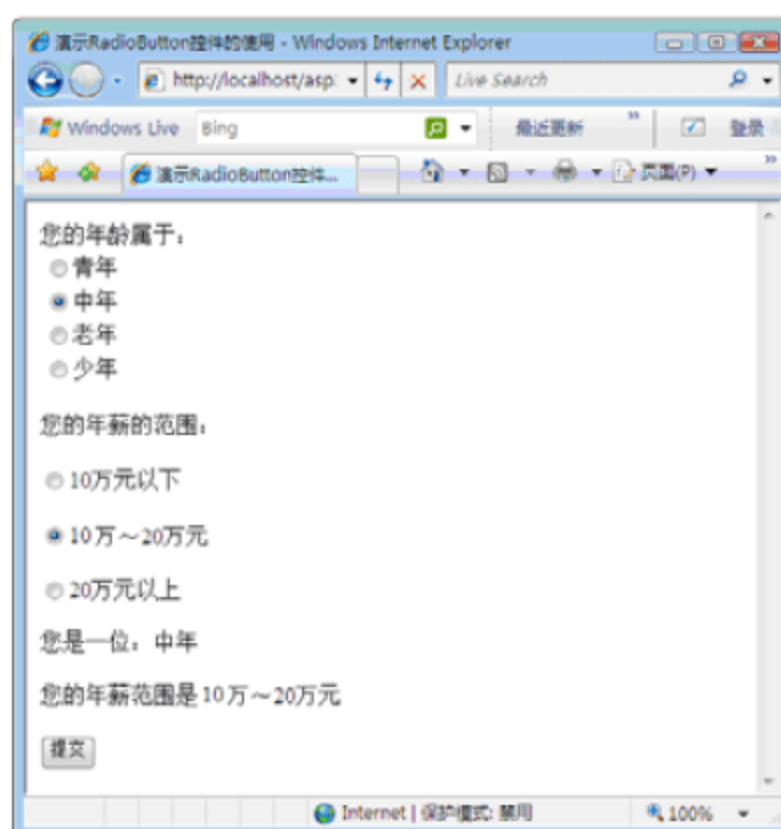 演示RadioButton控件的使用 - Windows Internet Explorer
http://localhost/asp:
Live Search
Windows Live Bing 最近更新 » 登录
演示RadioButton控件... 页面(P) »
您的年龄属于：
青年
中年
老年
少年
您的年薪的范围：
10万元以下
10万～20万元
20万元以上
您是一位：中年
您的年薪范围是10万～20万元
提交
Internet | 保护模式: 禁用 100%